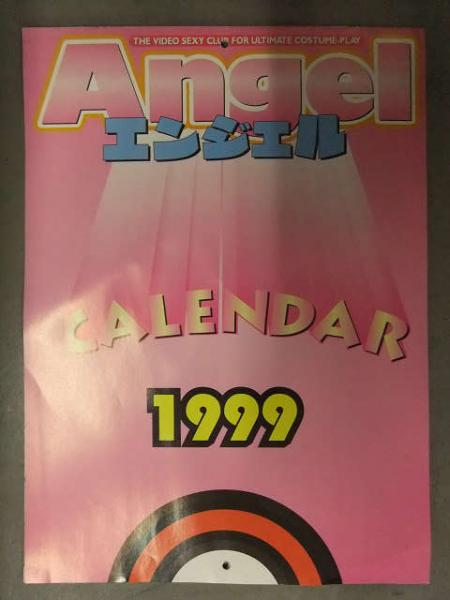 THE VIDEO SEXY CLUB FOR ULTIMATE COSTUME-PLAY
Angel
エンジェル
CALENDAR
1999